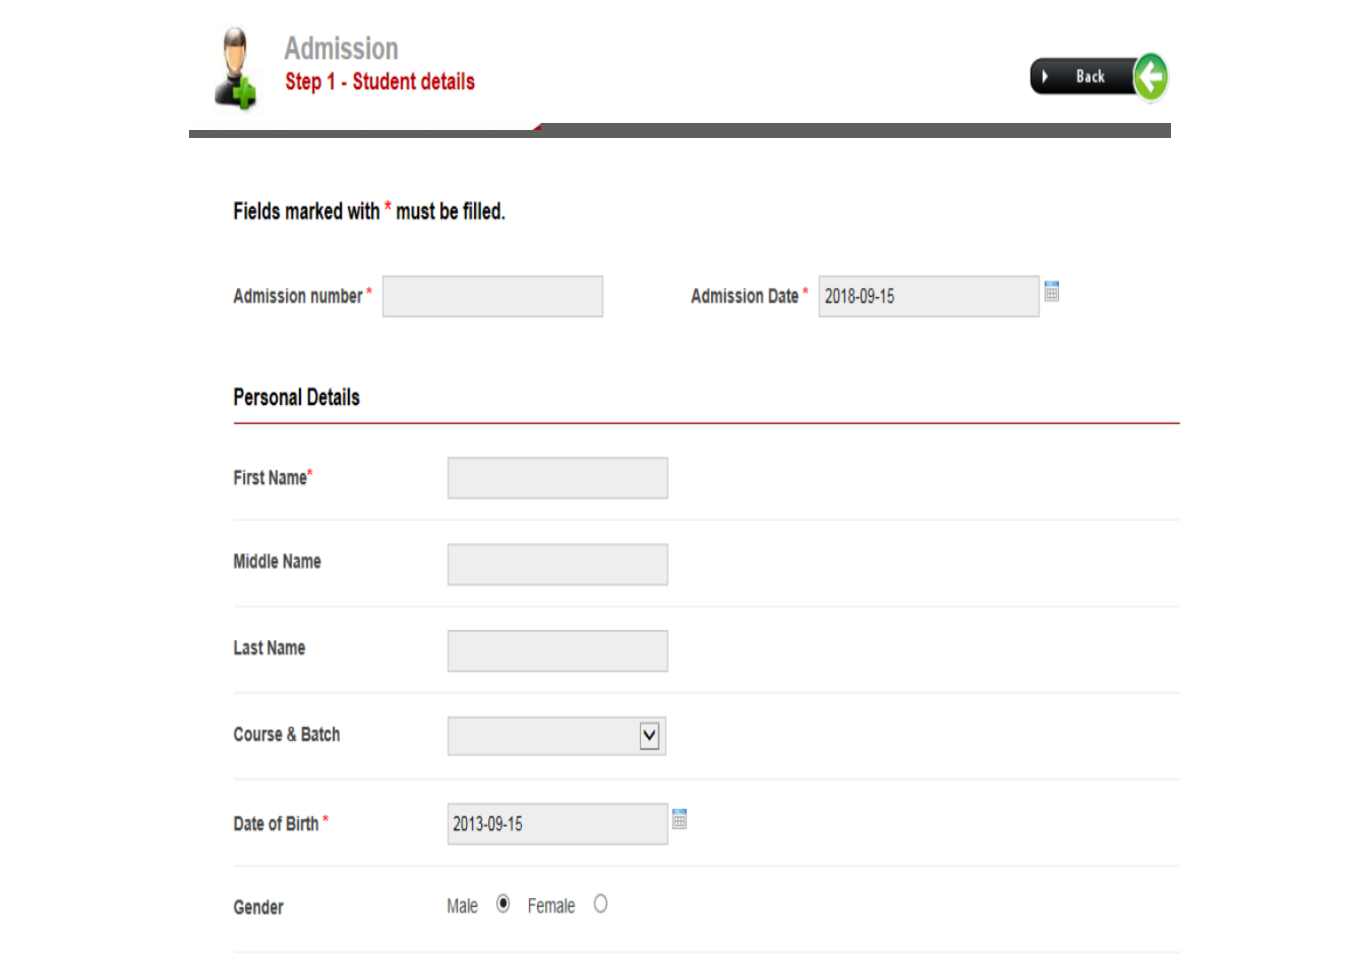 Admission
Step 1 - Student details
Back
Fields marked with * must be filled.
Admission number *
Admission Date * 2018-09-15
Personal Details
First Name*
Middle Name
Last Name
Course & Batch
Date of Birth * 2013-09-15
Gender Male Female